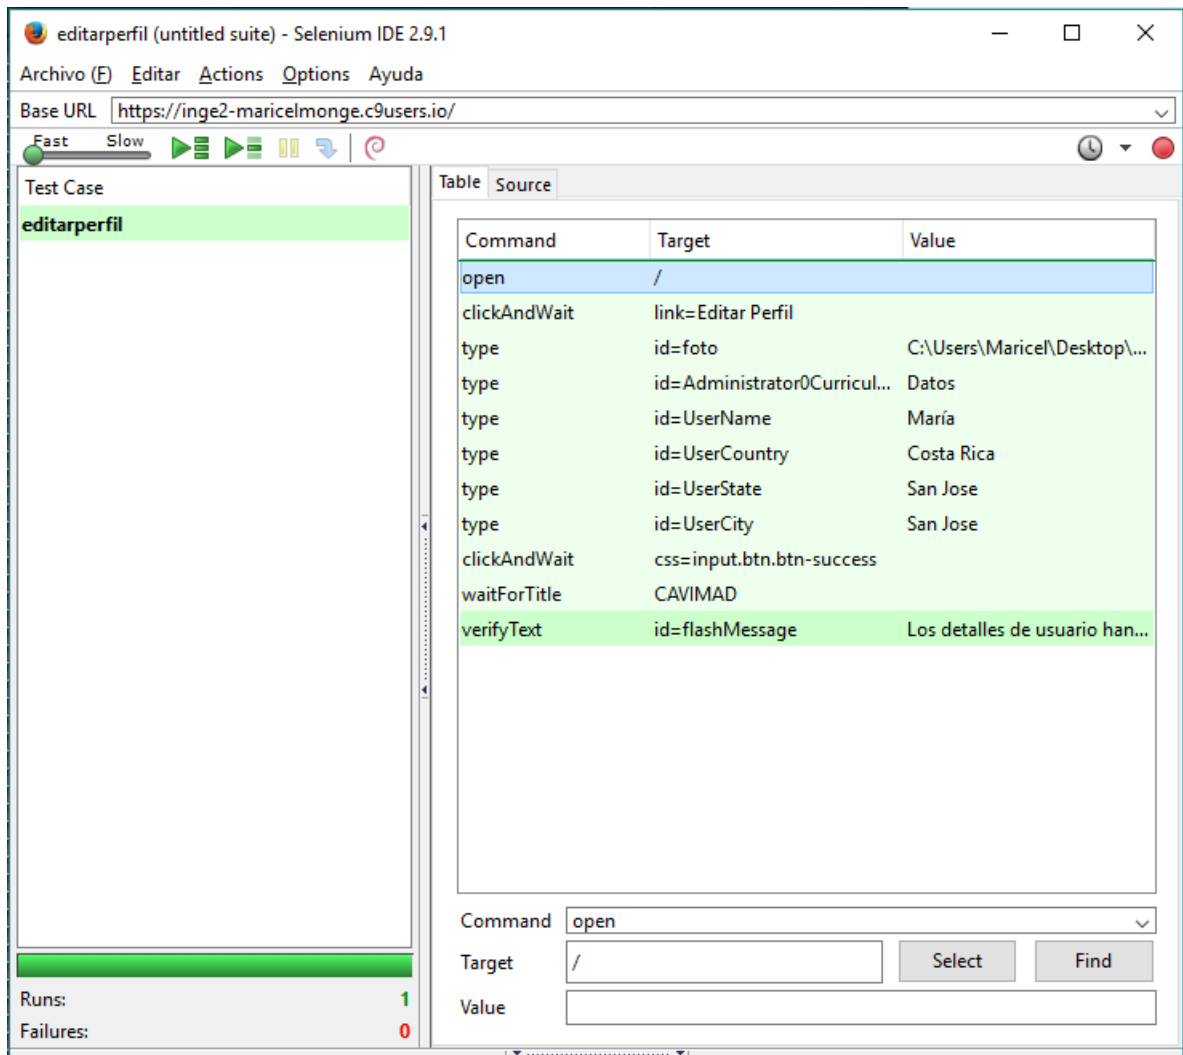 editarperfil (untitled suite) - Selenium IDE 2.9.1
Archivo (F) Editar Actions Options Ayuda
Base URL https://inge2-maricelmonge.c9users.io/
Fast Slow
Test Case
editarperfil
Table Source
Command Target Value
open /
clickAndWait link=Editar Perfil
type id=foto C:\Users\Maricel\Desktop\...
type id=Administrator0Curricul... Datos
type id=UserName María
type id=UserCountry Costa Rica
type id=UserState San Jose
type id=UserCity San Jose
clickAndWait css=input.btn.btn-success
waitForTitle CAVIMAD
verifyText id=flashMessage Los detalles de usuario han...
Command open
Target / Select Find
Value
Runs: 1
Failures: 0